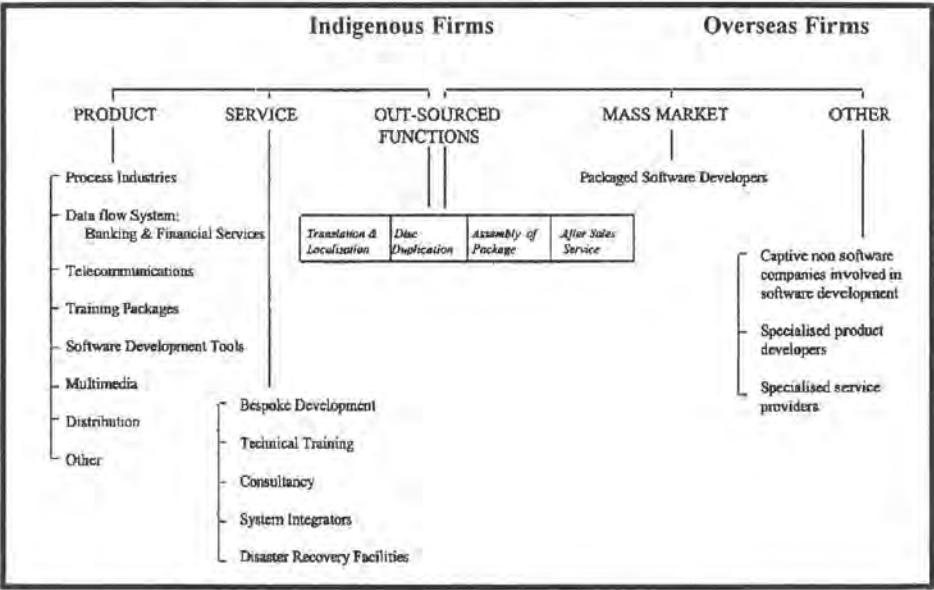 Indigenous Firms
Overseas Firms
PRODUCT
SERVICE
OUT-SOURCED
FUNCTIONS
MASS MARKET
OTHER
Process Industries
Data flow System:
Banking & Financial Services
Telecommunications
Training Packages
Software Development Tools
Multimedia
Distribution
Other
Bespoke Development
Technical Training
Consultancy
System Integrators
Disaster Recovery Facilities
Translation &
Localisation
Disc
Duplication
Assembly of
Package
After Sales
Service
Packaged Software Developers
Captive non software
companies involved in
software development
Specialised product
developers
Specialised service
providers